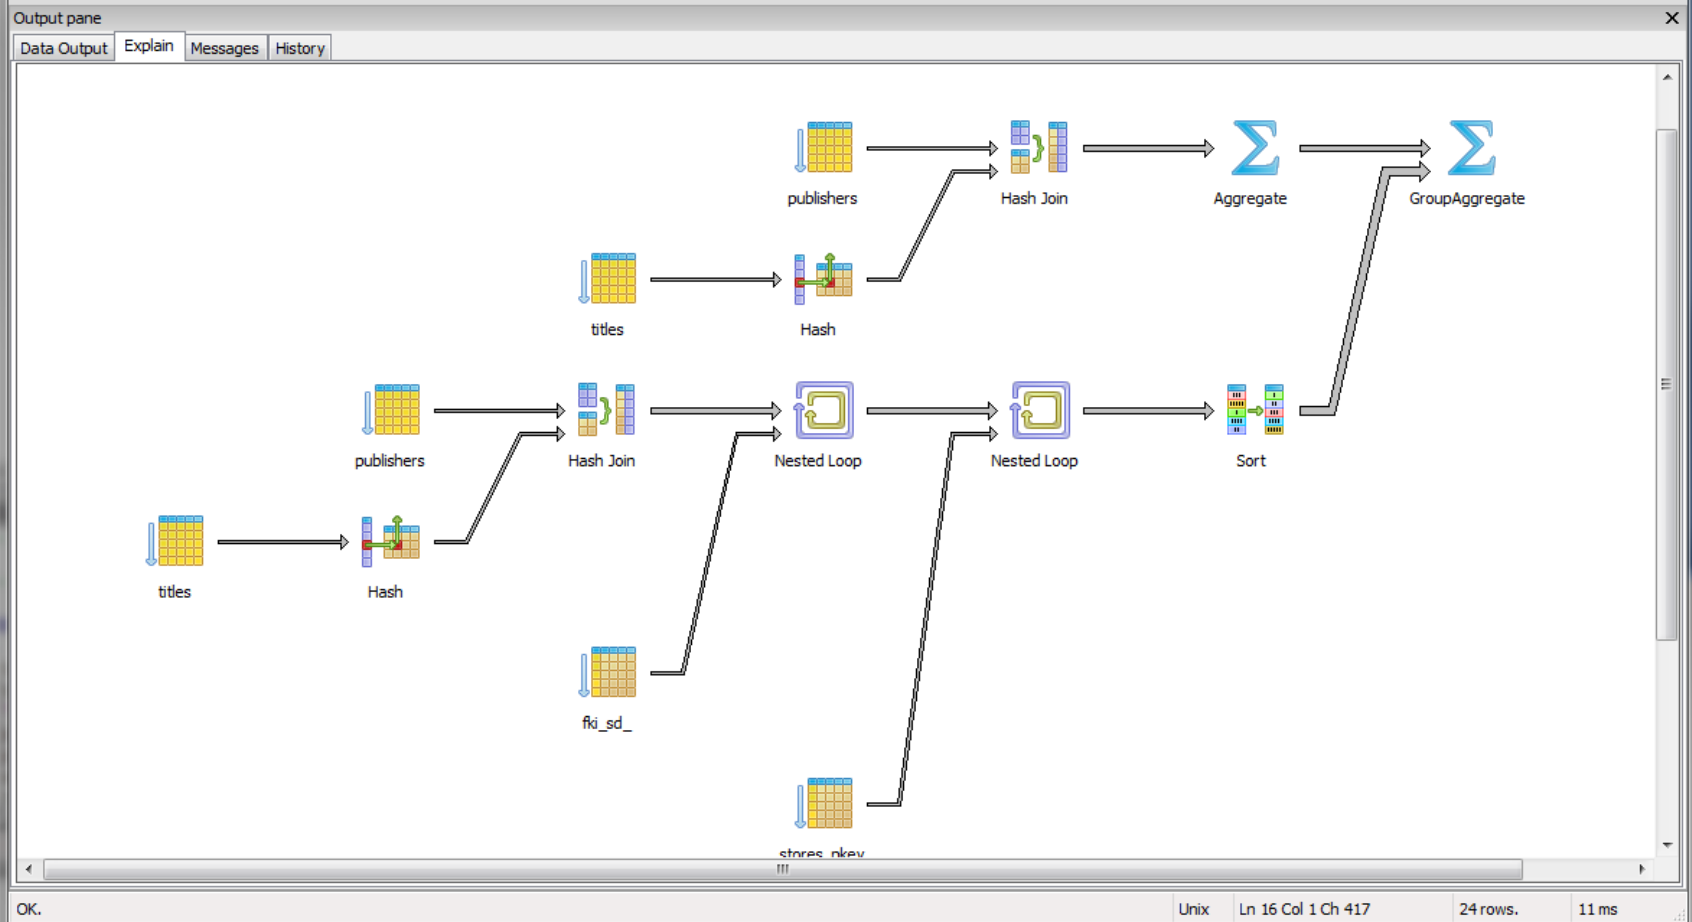 Output pane
Data Output Explain Messages History
publishers Hash Join Aggregate GroupAggregate
titles Hash
publishers Hash Join Nested Loop Nested Loop Sort
titles Hash
fki_sd_
stores_pkey
OK. Unix Ln 16 Col 1 Ch 417 24 rows. 11 ms